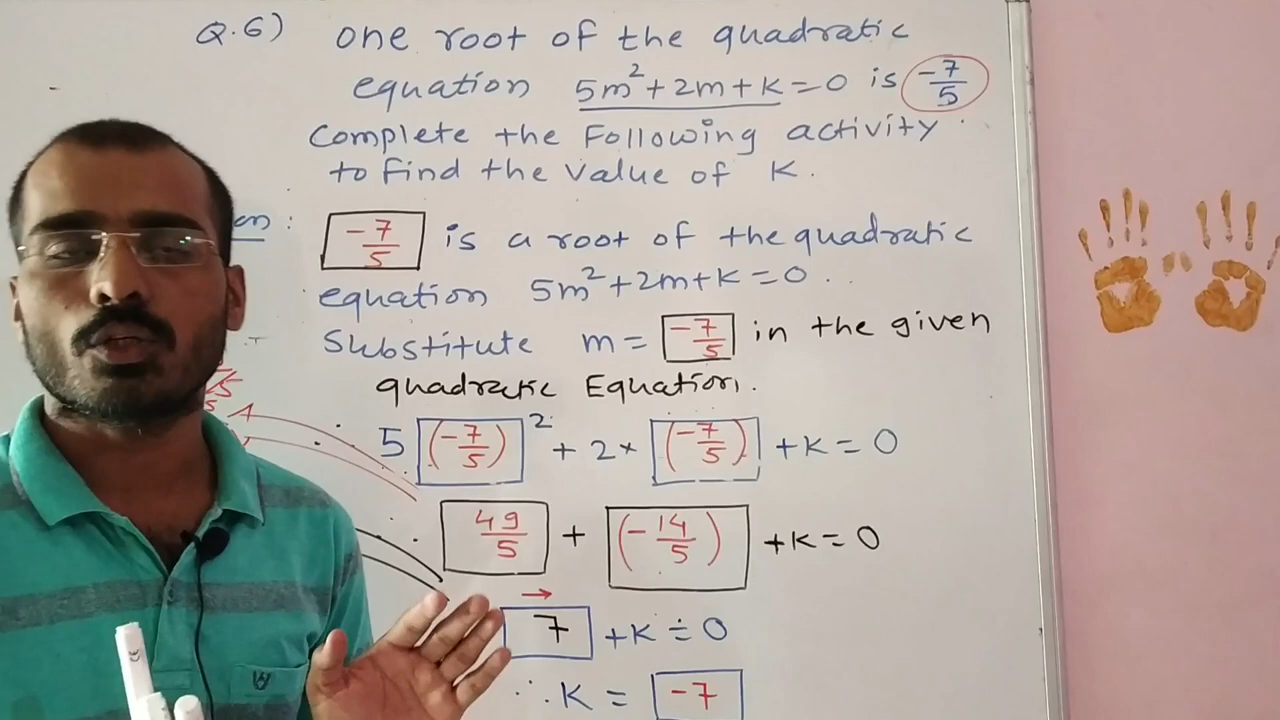 Q.6) one root of the quadratic
equation 5m²+2m+k=0 is -7/5
Complete the Following activity
to Find the value of K.
-7/5 is a root of the quadratic
equation 5m²+2m+k=0
Substitute m = -7/5 in the given
quadratic Equation.
∴ 5 (-7/5)² + 2× (-7/5) +k=0
∴ 49/5 + (-14/5) +k=0
7 +k=0
∴ K = -7